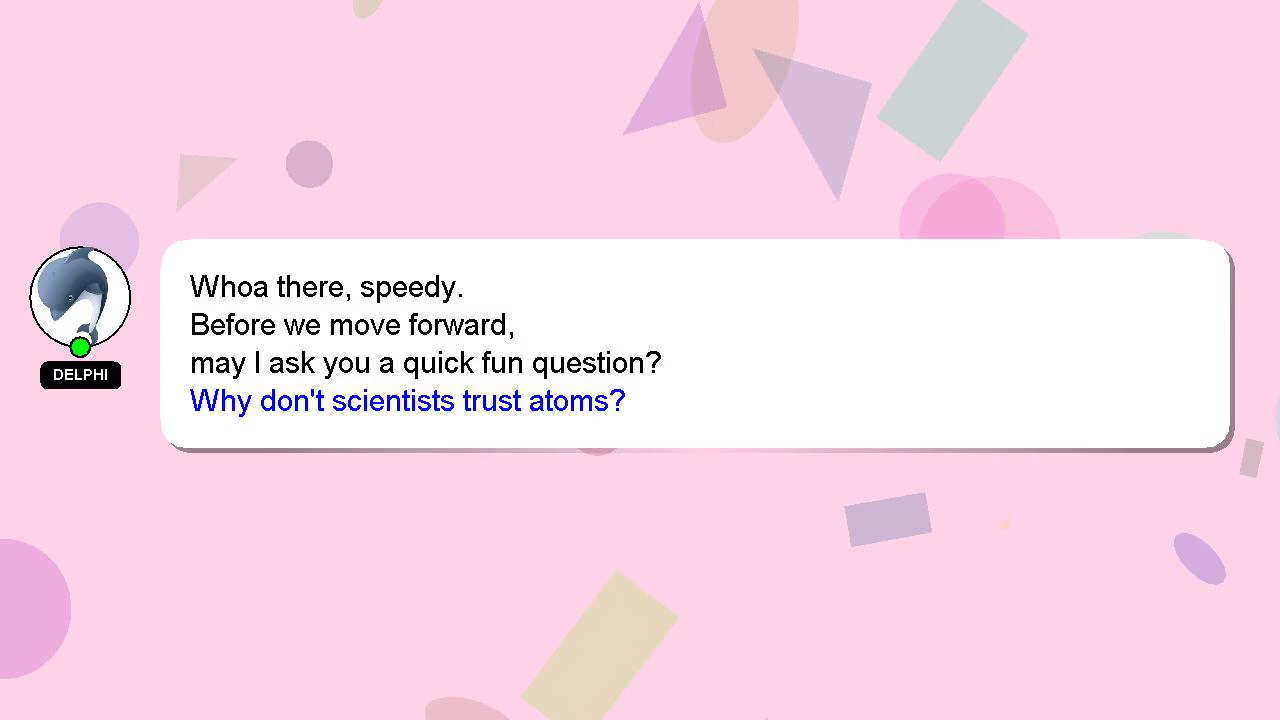 Whoa there, speedy.
Before we move forward,
may I ask you a quick fun question?
Why don't scientists trust atoms?
DELPHI